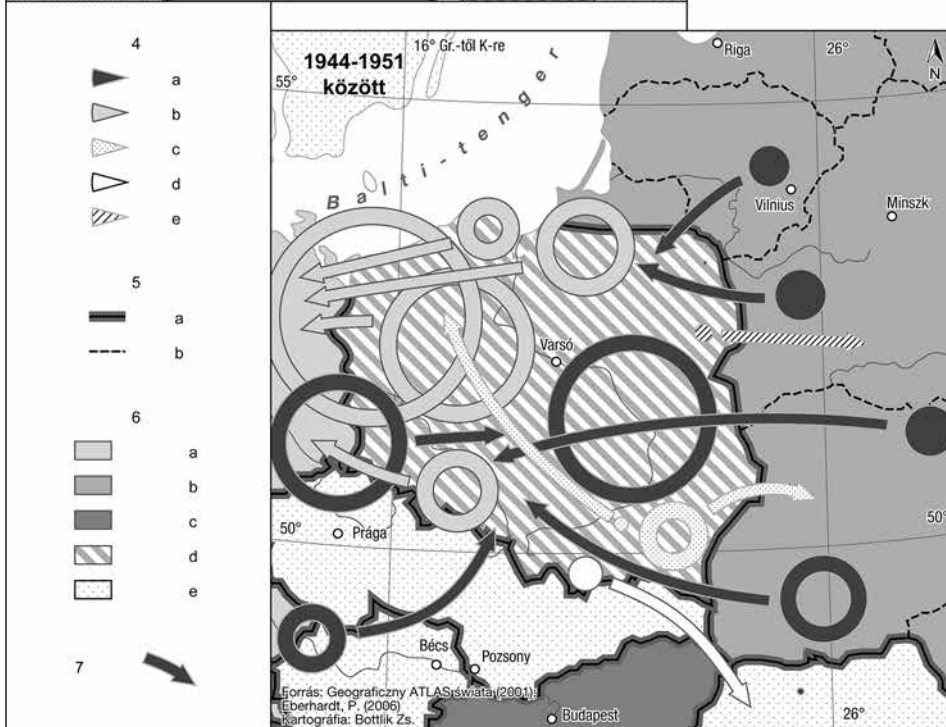 4
a
b
c
d
e
5
a
b
6
a
b
c
d
e
7
16° Gr.-től K-re
26°
Riga
N
1944-1951
között
55°
Balti-tenger
Vilnius
Minszk
Varsó
50°
50°
Prága
Bécs
Pozsony
Forrás: Geograficzny ATLAS świata (2001);
Eberhardt, P. (2006)
Kartográfia: Bottlik Zs.
Budapest
26°